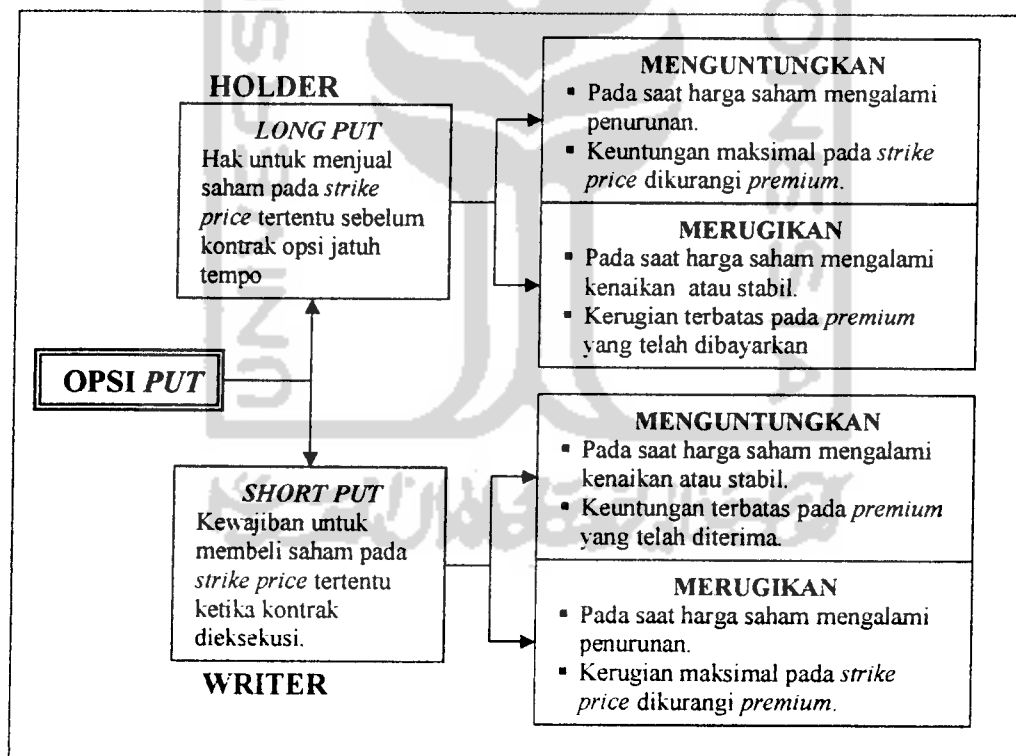 HOLDER
LONG PUT
Hak untuk menjual
saham pada strike
price tertentu sebelum
kontrak opsi jatuh
tempo
MENGUNTUNGKAN
▪ Pada saat harga saham mengalami
penurunan.
▪ Keuntungan maksimal pada strike
price dikurangi premium.
MERUGIKAN
▪ Pada saat harga saham mengalami
kenaikan atau stabil.
▪ Kerugian terbatas pada premium
yang telah dibayarkan
OPSI PUT
SHORT PUT
Kewajiban untuk
membeli saham pada
strike price tertentu
ketika kontrak
dieksekusi.
WRITER
MENGUNTUNGKAN
▪ Pada saat harga saham mengalami
kenaikan atau stabil.
▪ Keuntungan terbatas pada premium
yang telah diterima.
MERUGIKAN
▪ Pada saat harga saham mengalami
penurunan.
▪ Kerugian maksimal pada strike
price dikurangi premium.